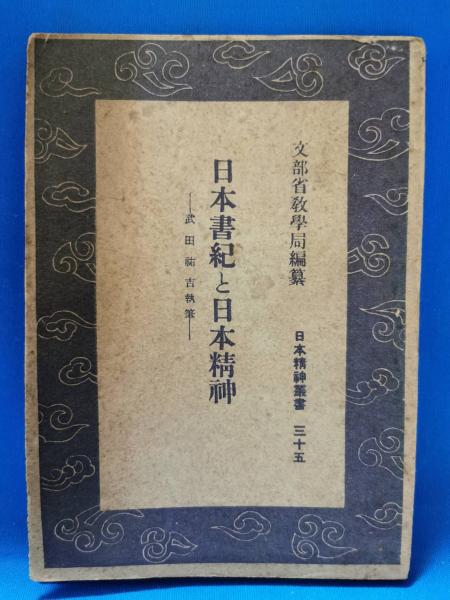 文部省敎學局編纂
日本精神叢書 三十五
日本書紀と日本精神
―武田祐吉執筆―